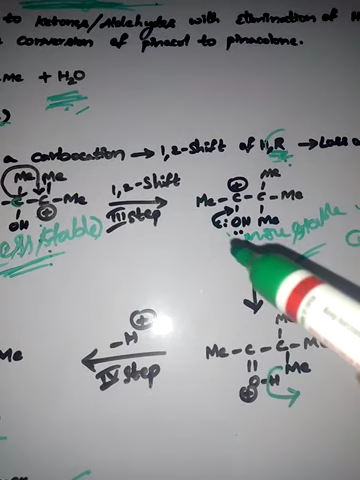 to Ketones/Aldehydes with Elimination of
conversion of pinacol to pinacolone.
Me + H2O
a carbocation → 1,2-Shift of H,R → Loss
Me Me Me
C - C - Me 1,2-Shift Me - C - C - Me
⊕ III step ⊕
OH :OH Me
stable) more stable
Me
Me - C - C - Me
-H⊕ Me
IV step O-H
⊕
Me